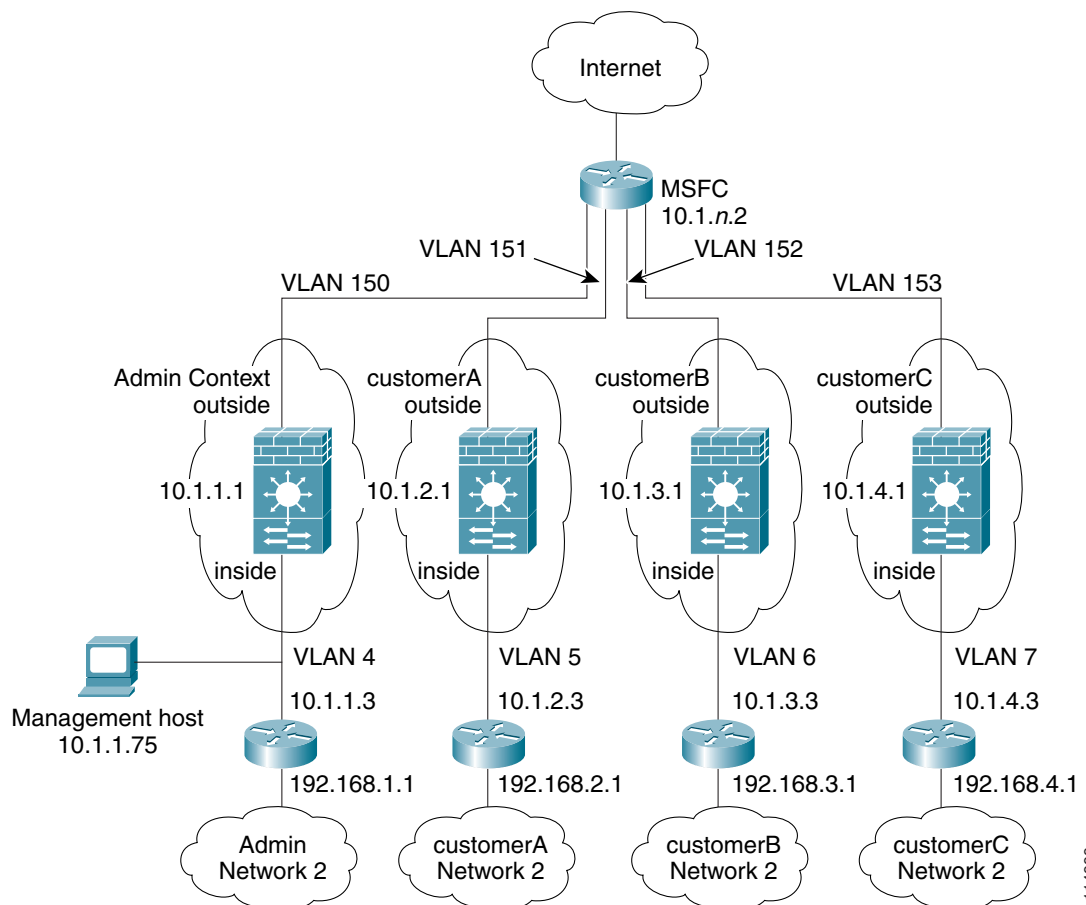 Internet
MSFC
10.1.n.2
VLAN 151
VLAN 152
VLAN 150
VLAN 153
Admin Context
outside
customerA
outside
customerB
outside
customerC
outside
10.1.1.1
10.1.2.1
10.1.3.1
10.1.4.1
inside
inside
inside
inside
VLAN 4
VLAN 5
VLAN 6
VLAN 7
Management host
10.1.1.75
10.1.1.3
10.1.2.3
10.1.3.3
10.1.4.3
192.168.1.1
192.168.2.1
192.168.3.1
192.168.4.1
Admin
Network 2
customerA
Network 2
customerB
Network 2
customerC
Network 2